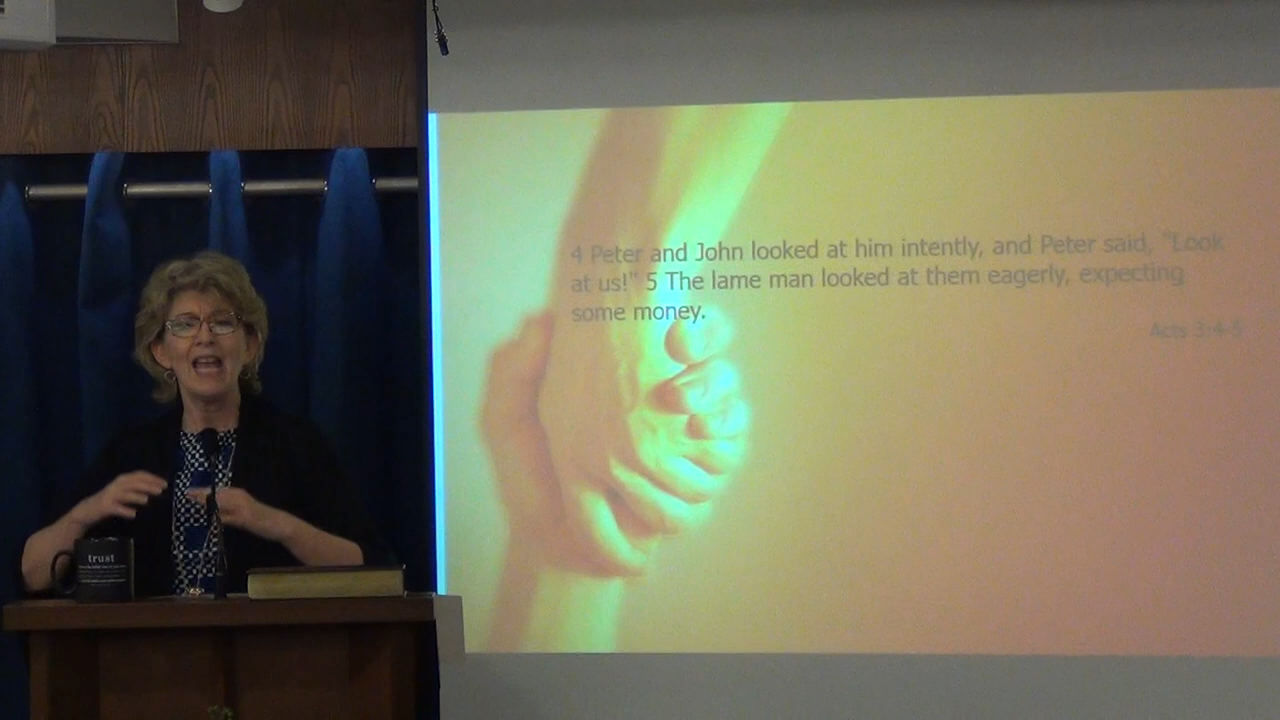 4 Peter and John looked at him intently, and Peter said, "Look
at us!" 5 The lame man looked at them eagerly, expecting
some money.
Acts 3:4-5
trust